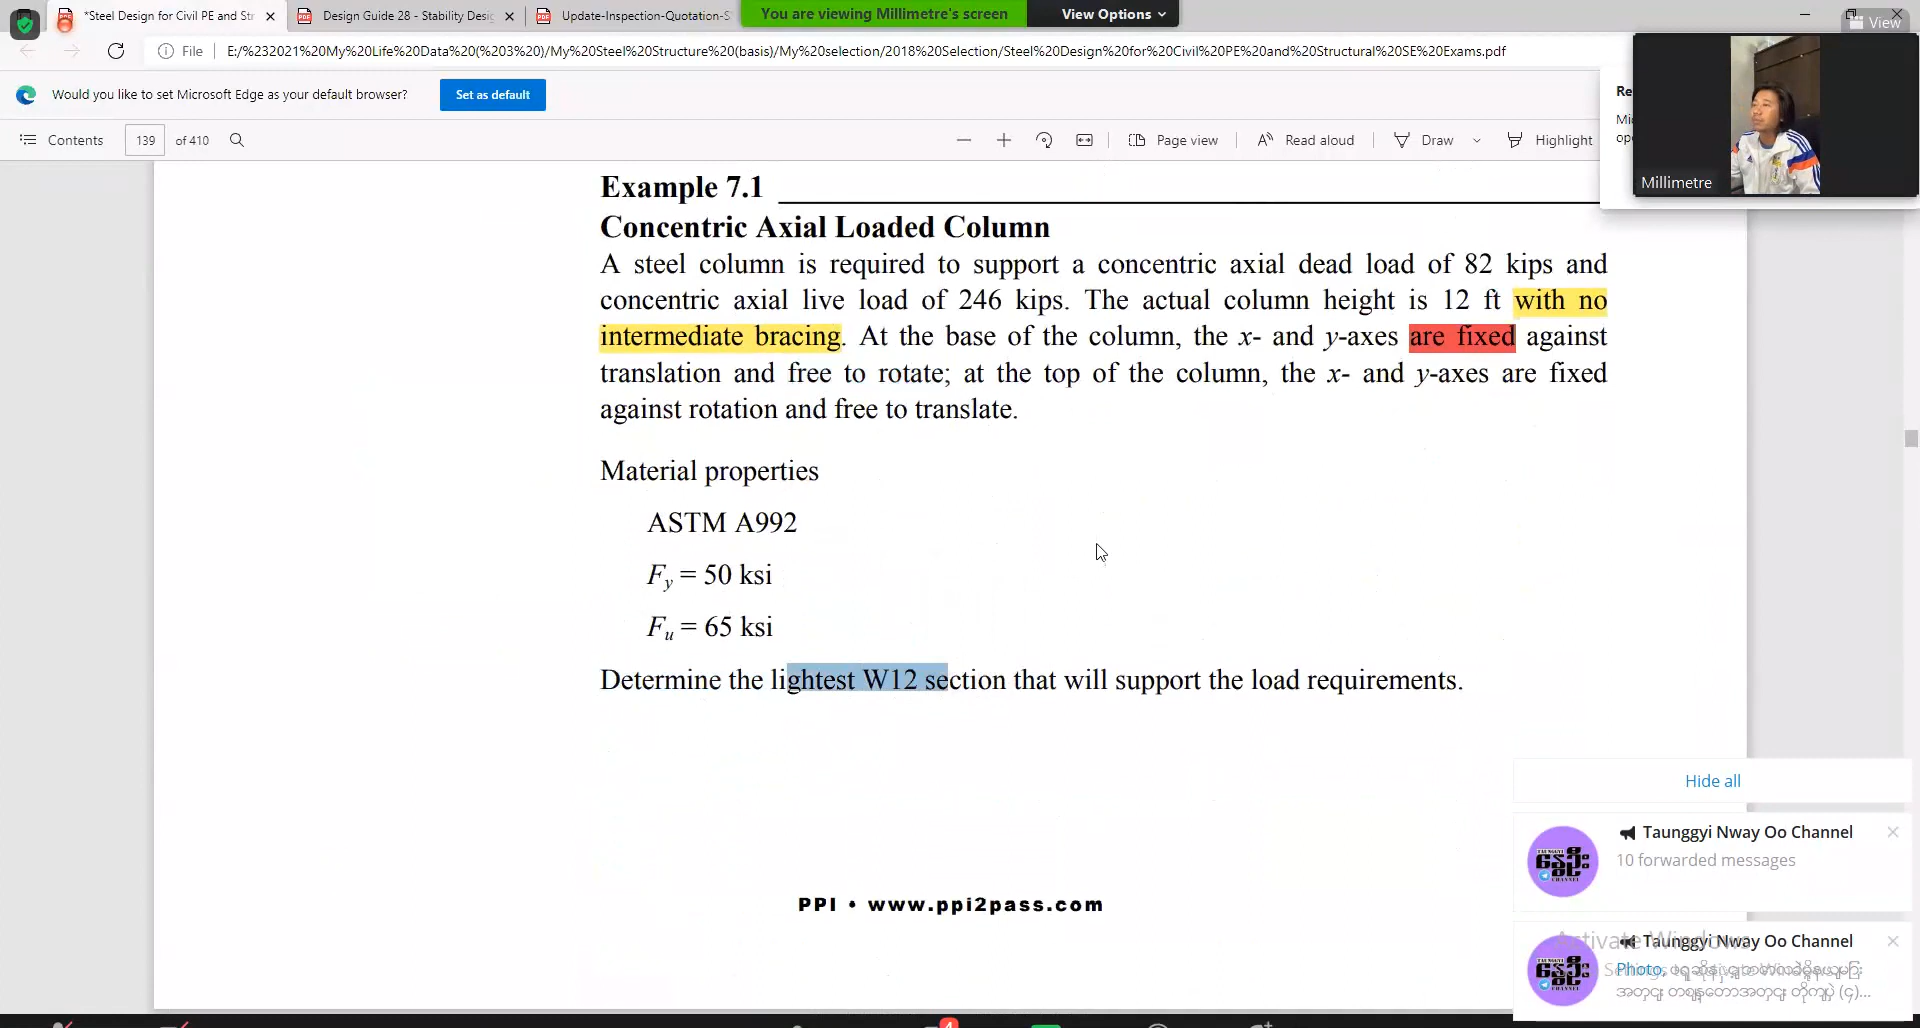 *Steel Design for Civil PE and Str
Design Guide 28 - Stability Desig
Update-Inspection-Quotation-S
You are viewing Millimetre's screen
View Options
View
File
E:/%232021%20My%20Life%20Data%20(%203%20)/My%20Steel%20Structure%20(basis)/My%20selection/2018%20Selection/Steel%20Design%20for%20Civil%20PE%20and%20Structural%20SE%20Exams.pdf
Would you like to set Microsoft Edge as your default browser?
Set as default
Re
Mic
ope
Millimetre
Contents
139
of 410
Page view
Read aloud
Draw
Highlight
Example 7.1
Concentric Axial Loaded Column
A steel column is required to support a concentric axial dead load of 82 kips and
concentric axial live load of 246 kips. The actual column height is 12 ft with no
intermediate bracing. At the base of the column, the x- and y-axes are fixed against
translation and free to rotate; at the top of the column, the x- and y-axes are fixed
against rotation and free to translate.
Material properties
ASTM A992
Fy = 50 ksi
Fu = 65 ksi
Determine the lightest W12 section that will support the load requirements.
PPI • www.ppi2pass.com
Hide all
Taunggyi Nway Oo Channel
10 forwarded messages
Activate Windows
Taunggyi Nway Oo Channel
Photo,
4